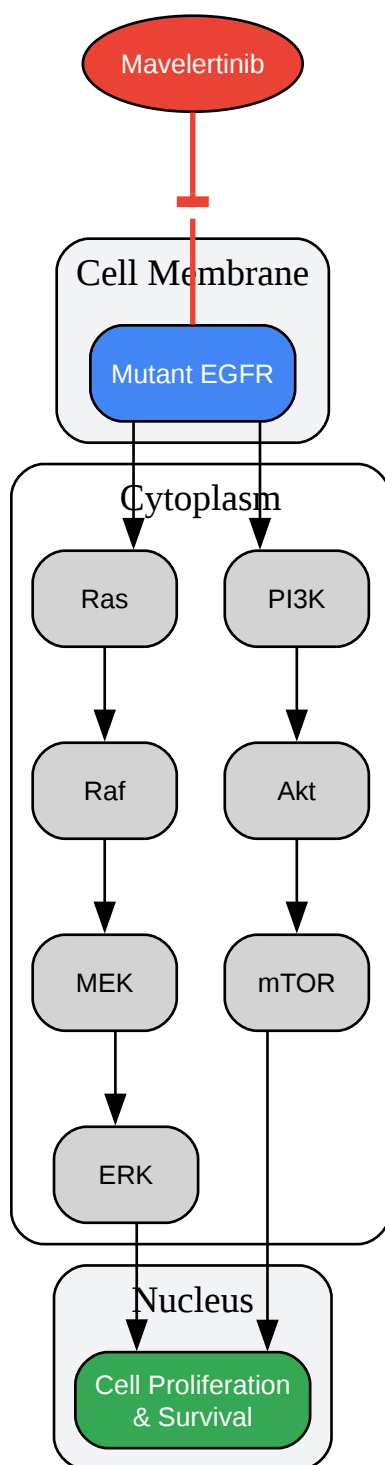 Mavelertinib
Cell Membrane
Mutant EGFR
Cytoplasm
Ras
PI3K
Raf
Akt
MEK
mTOR
ERK
Nucleus
Cell Proliferation
& Survival